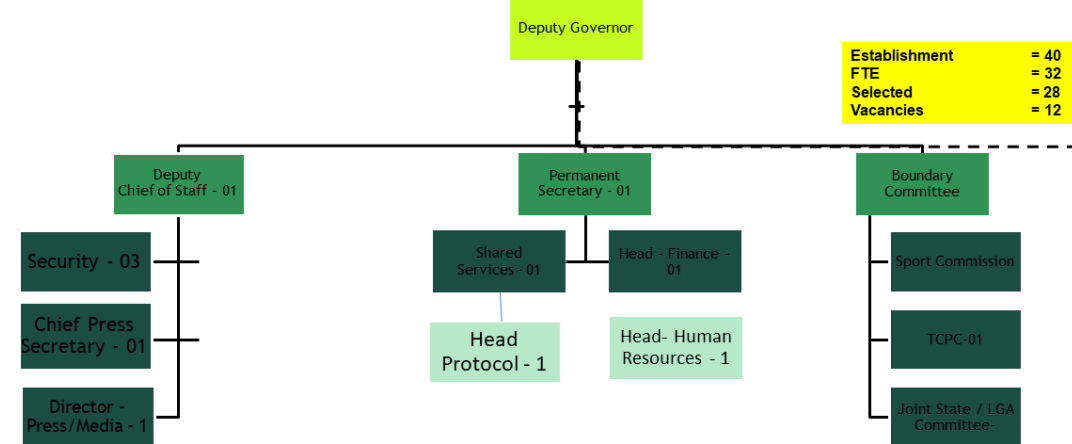 Deputy Governor
Establishment = 40
FTE = 32
Selected = 28
Vacancies = 12
Deputy
Chief of Staff - 01
Permanent
Secretary - 01
Boundary
Committee
Security - 03
Shared
Services - 01
Head - Finance -
01
Sport Commission
Chief Press
Secretary - 01
Head
Protocol - 1
Head- Human
Resources - 1
TCPC-01
Director -
Press/Media - 1
Joint State / LGA
Committee-